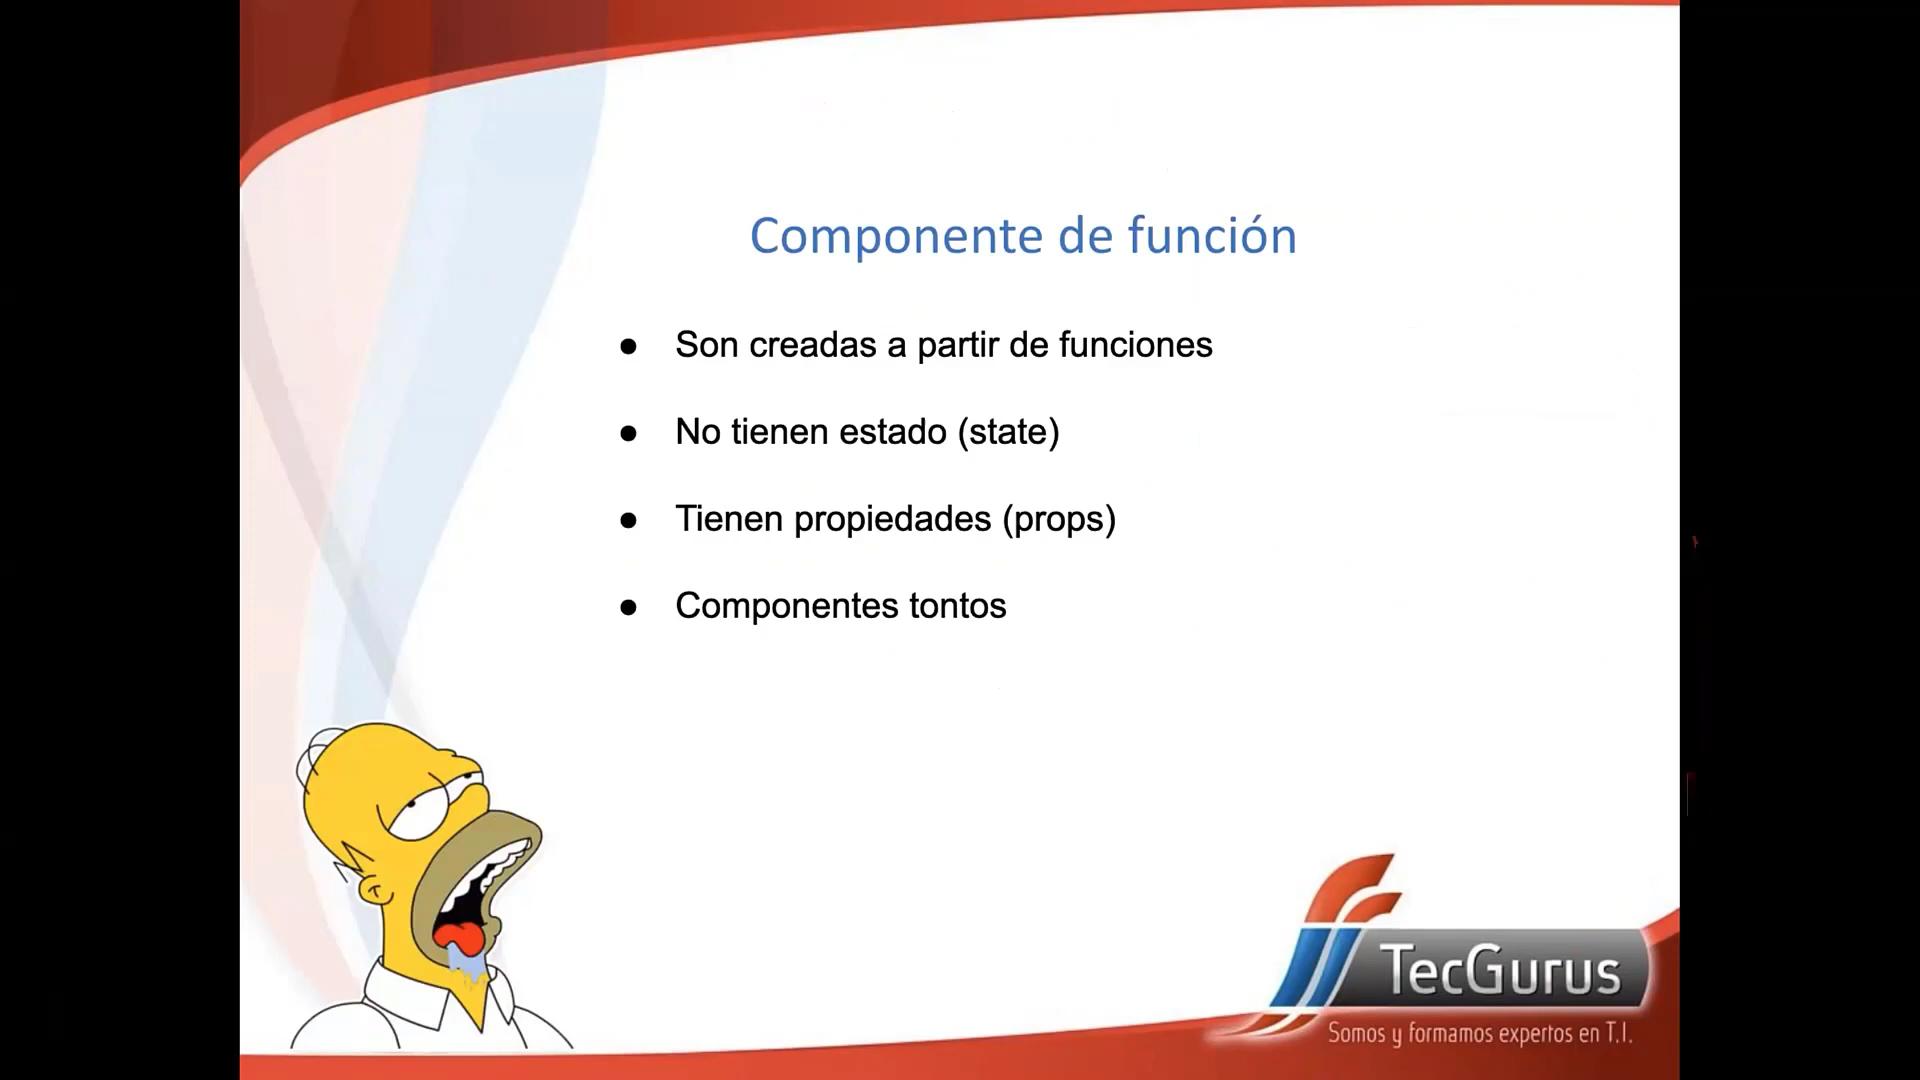 Componente de función
● Son creadas a partir de funciones
● No tienen estado (state)
● Tienen propiedades (props)
● Componentes tontos
TecGurus
Somos y formamos expertos en T.I.